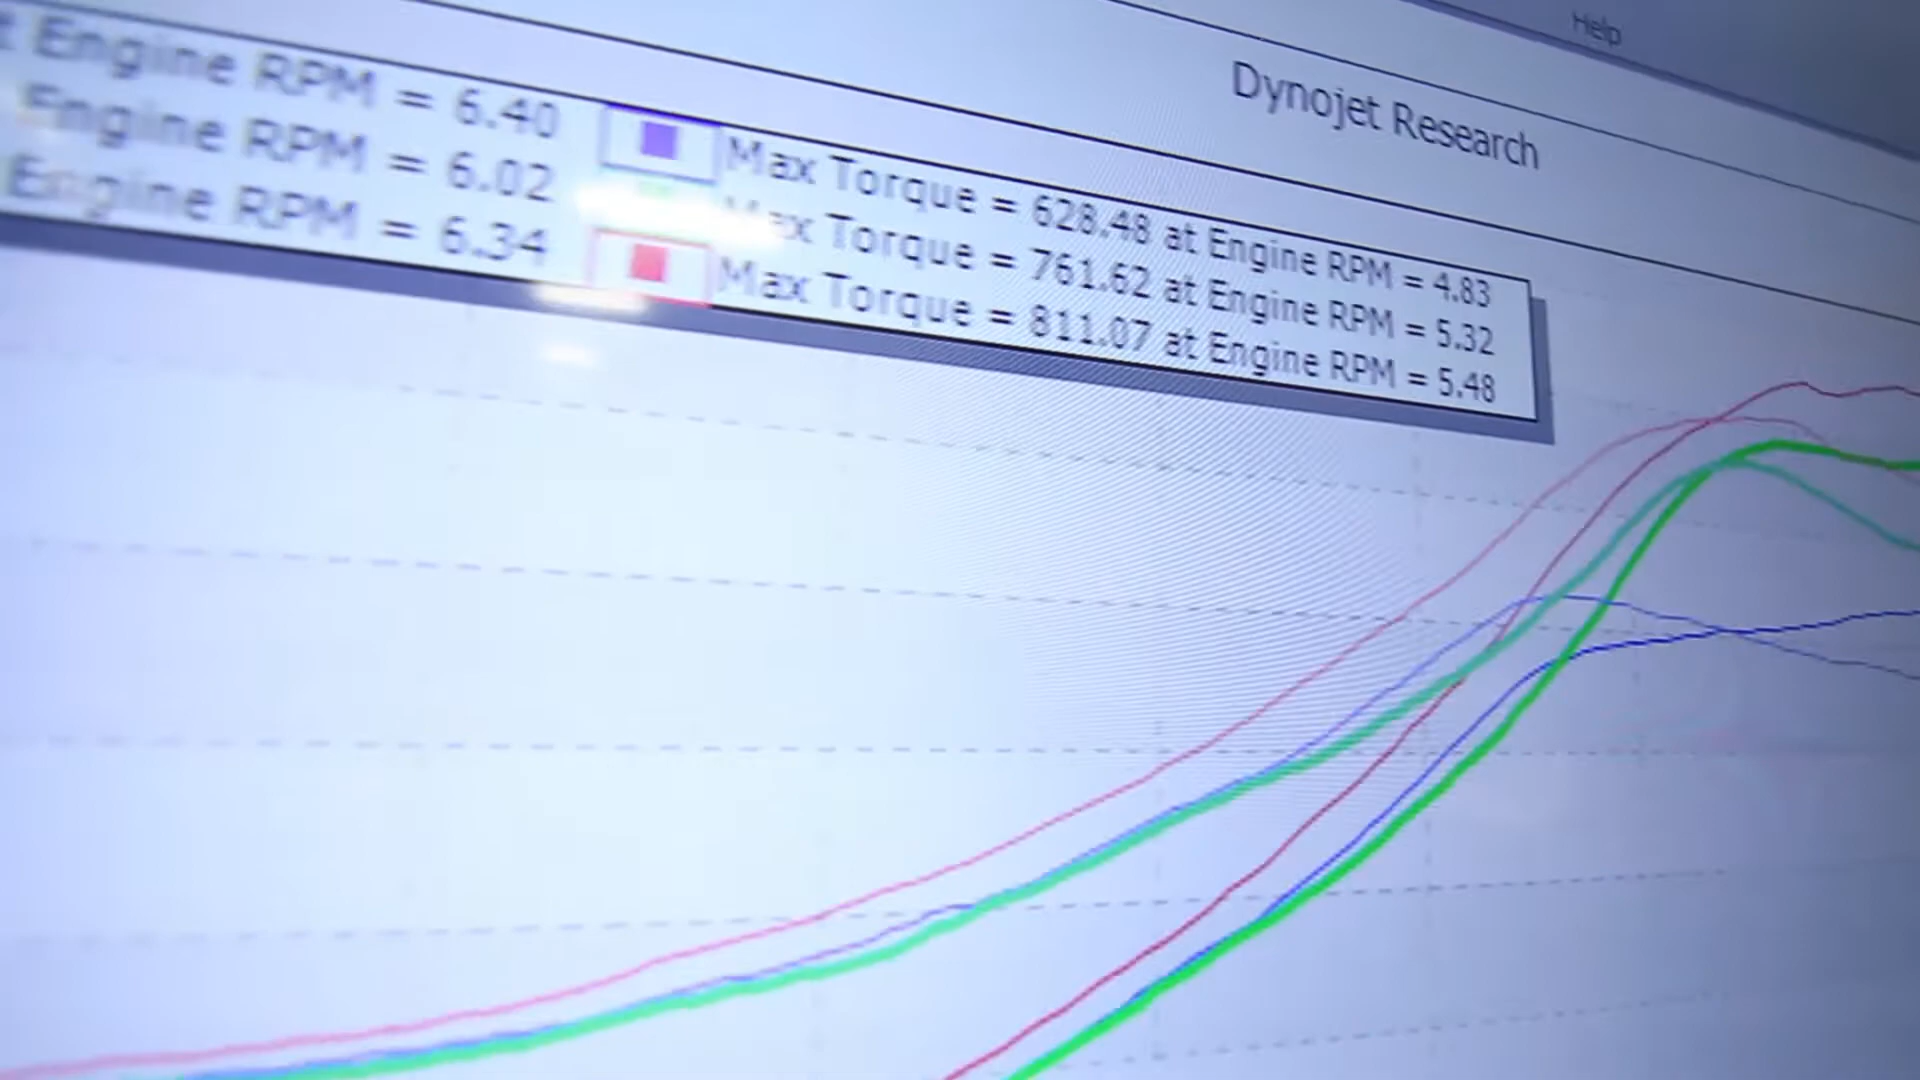 Help
Dynojet Research
t Engine RPM = 6.40 Max Torque = 628.48 at Engine RPM = 4.83
Engine RPM = 6.02 Max Torque = 761.62 at Engine RPM = 5.32
Engine RPM = 6.34 Max Torque = 811.07 at Engine RPM = 5.48